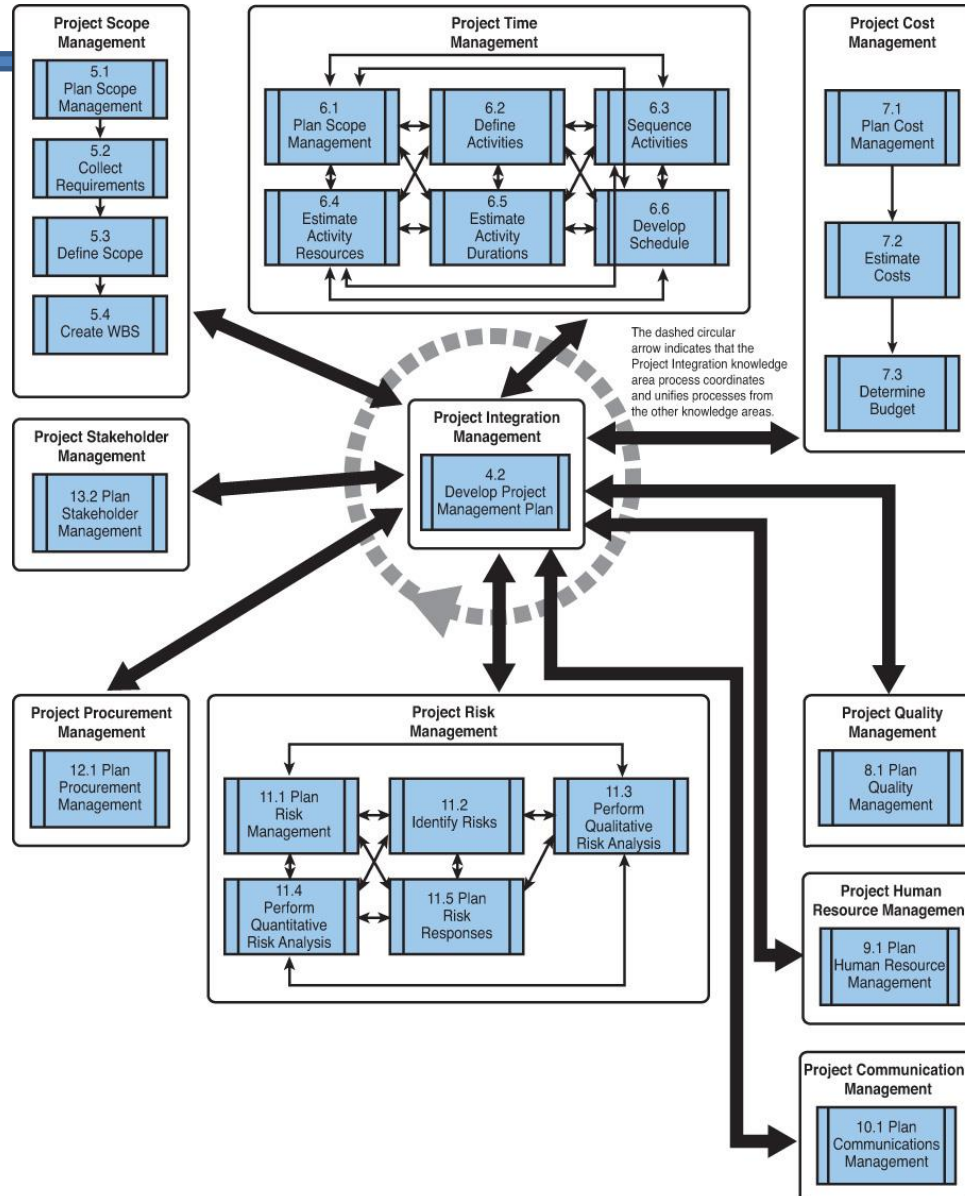 Project Scope
Management
5.1
Plan Scope
Management
5.2
Collect
Requirements
5.3
Define Scope
5.4
Create WBS
Project Time
Management
6.1
Plan Scope
Management
6.2
Define
Activities
6.3
Sequence
Activities
6.4
Estimate
Activity
Resources
6.5
Estimate
Activity
Durations
6.6
Develop
Schedule
Project Cost
Management
7.1
Plan Cost
Management
7.2
Estimate
Costs
7.3
Determine
Budget
The dashed circular
arrow indicates that the
Project Integration knowledge
area process coordinates
and unifies processes from
the other knowledge areas.
Project Stakeholder
Management
13.2 Plan
Stakeholder
Management
Project Integration
Management
4.2
Develop Project
Management Plan
Project Procurement
Management
12.1 Plan
Procurement
Management
Project Risk
Management
11.1 Plan
Risk
Management
11.2
Identify Risks
11.3
Perform
Qualitative
Risk Analysis
11.4
Perform
Quantitative
Risk Analysis
11.5 Plan
Risk
Responses
Project Quality
Management
8.1 Plan
Quality
Management
Project Human
Resource Management
9.1 Plan
Human Resource
Management
Project Communication
Management
10.1 Plan
Communications
Management